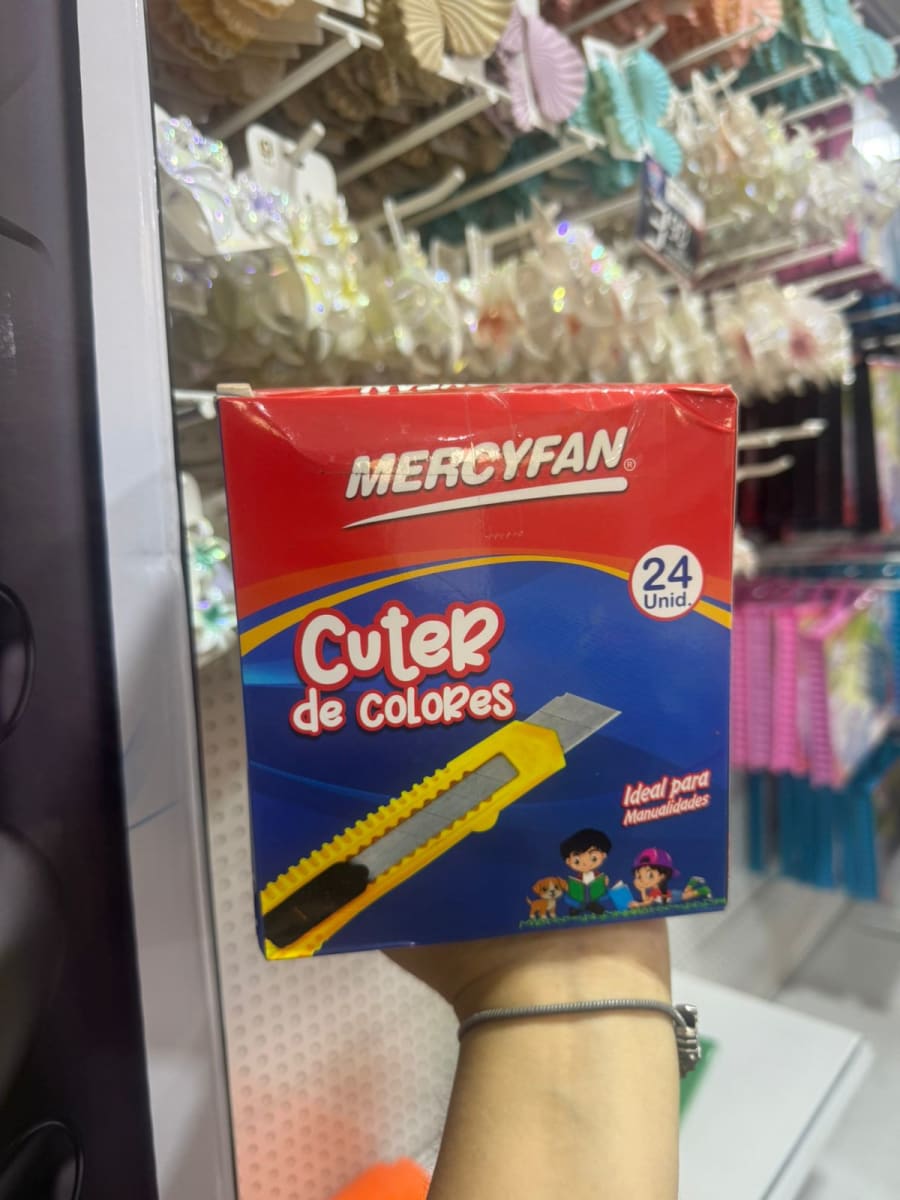 MERCYFAN®
24
Unid.
Cuter
de colores
Ideal para
Manualidades